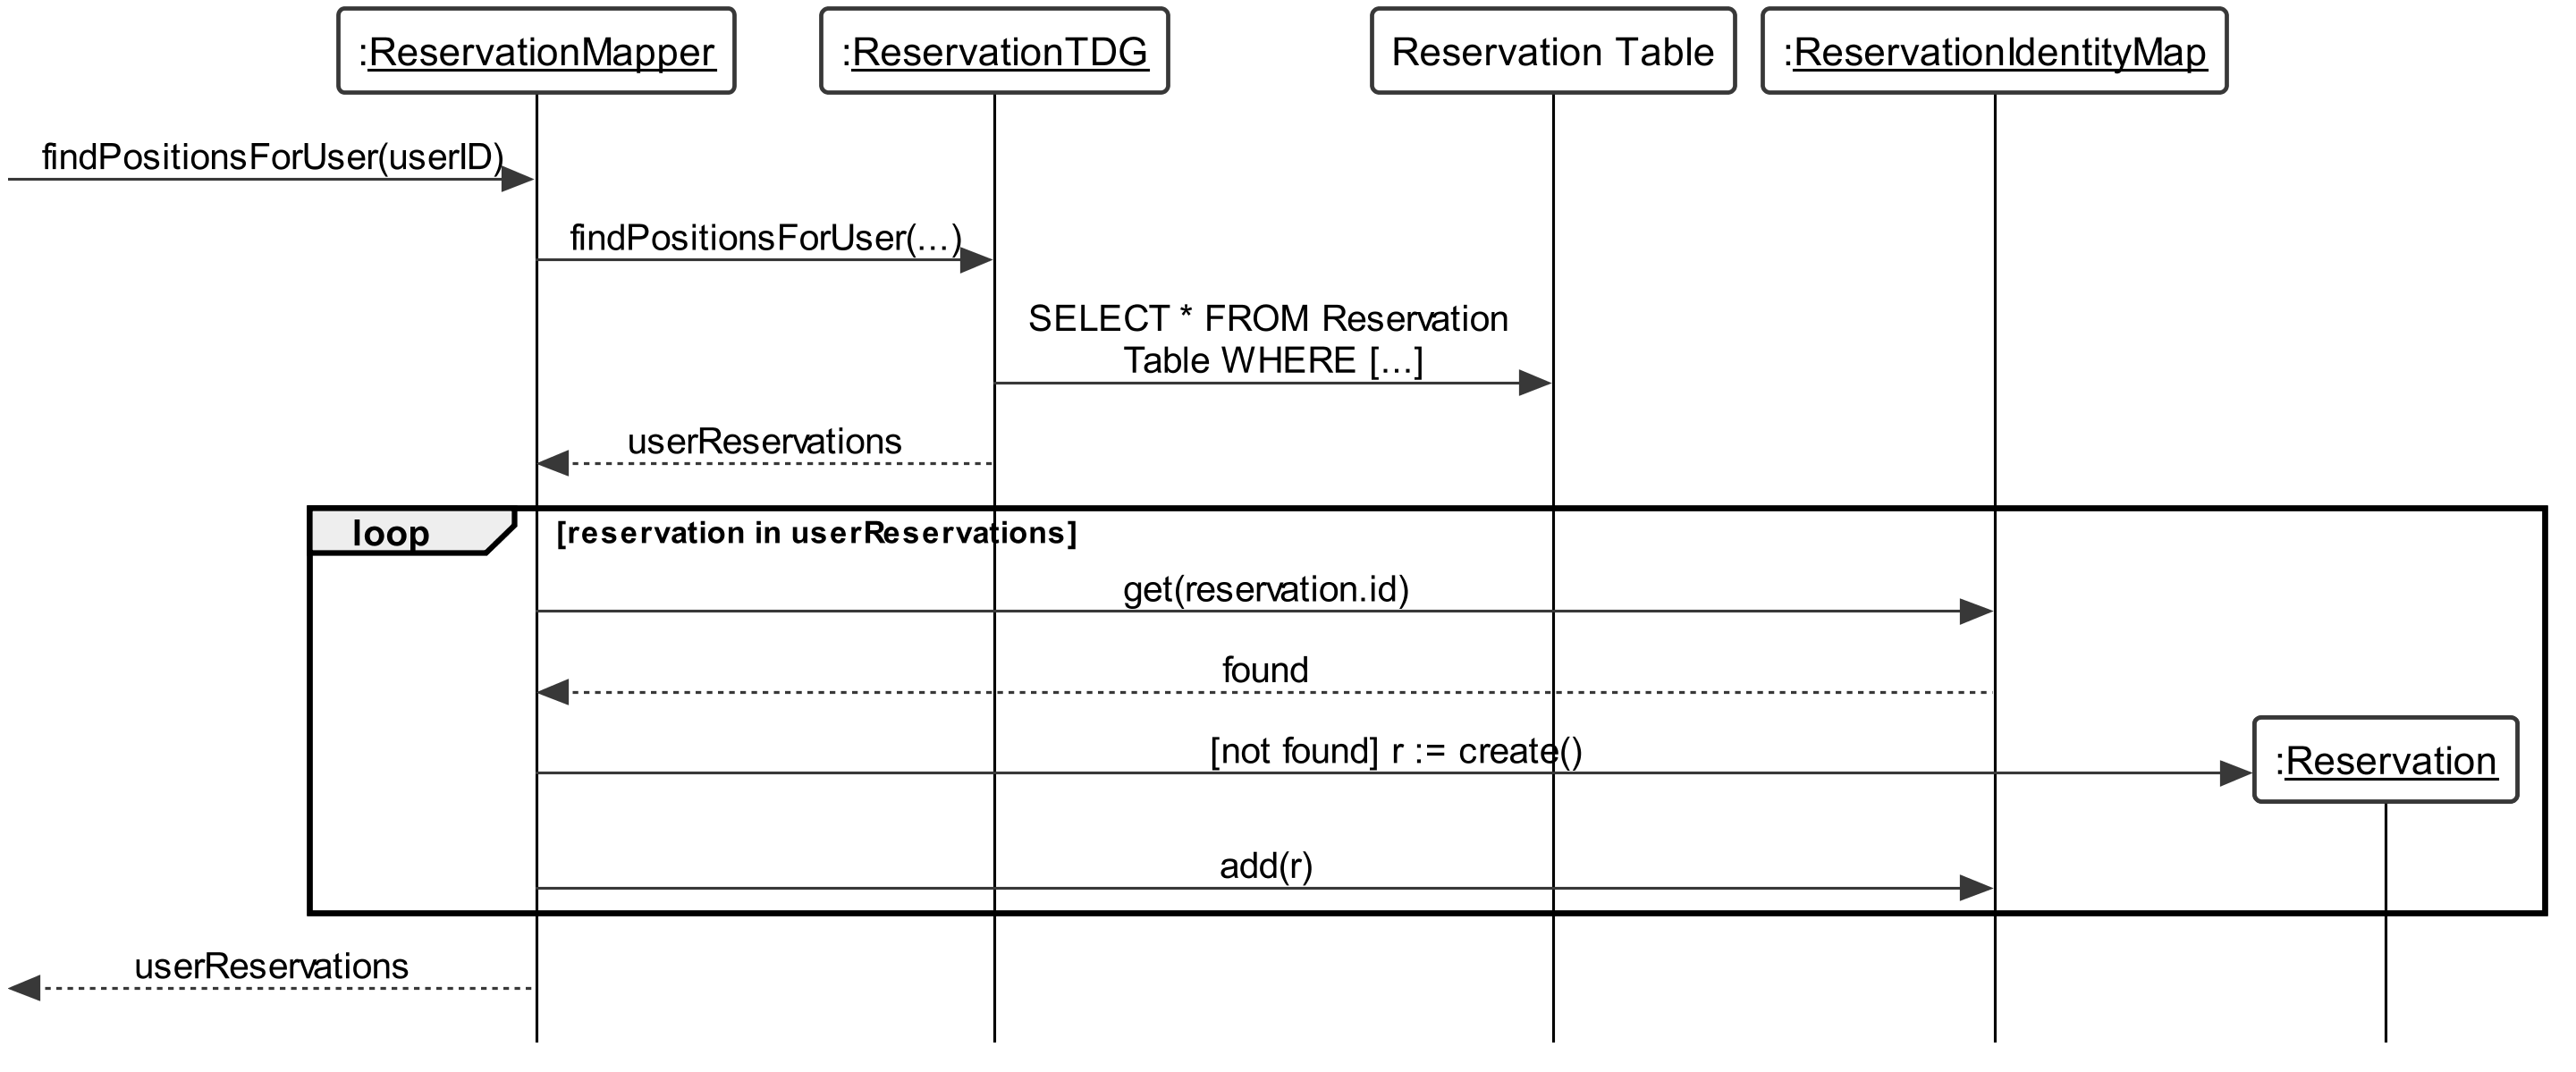 :ReservationMapper
:ReservationTDG
Reservation Table
:ReservationIdentityMap
findPositionsForUser(userID)
findPositionsForUser(...)
SELECT * FROM Reservation
Table WHERE [...]
userReservations
loop
[reservation in userReservations]
get(reservation.id)
found
[not found] r := create()
:Reservation
add(r)
userReservations